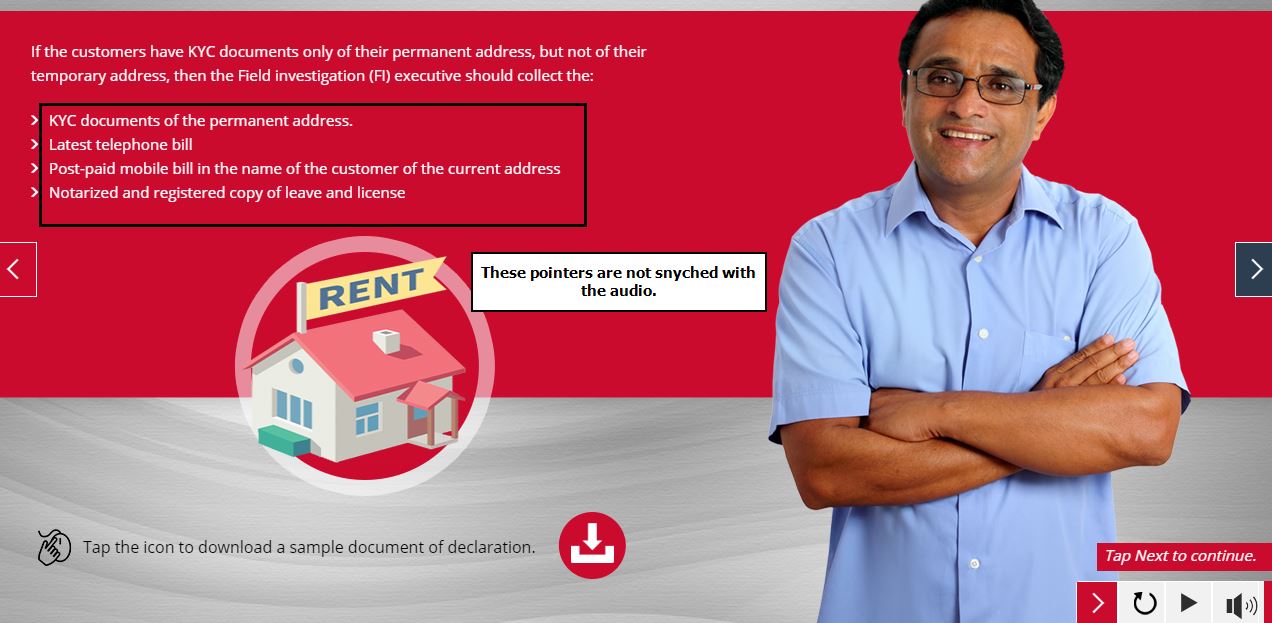 If the customers have KYC documents only of their permanent address, but not of their
temporary address, then the Field investigation (FI) executive should collect the:
KYC documents of the permanent address.
Latest telephone bill
Post-paid mobile bill in the name of the customer of the current address
Notarized and registered copy of leave and license
These pointers are not snyched with
the audio.
RENT
Tap the icon to download a sample document of declaration.
Tap Next to continue.